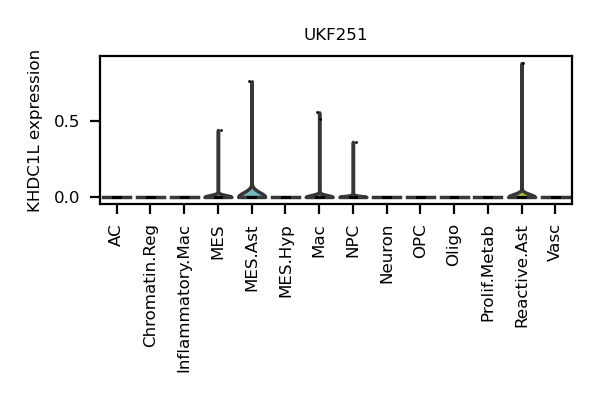 UKF251
KHDC1L expression
0.5
0.0
AC
Chromatin.Reg
Inflammatory.Mac
MES
MES.Ast
MES.Hyp
Mac
NPC
Neuron
OPC
Oligo
Prolif.Metab
Reactive.Ast
Vasc